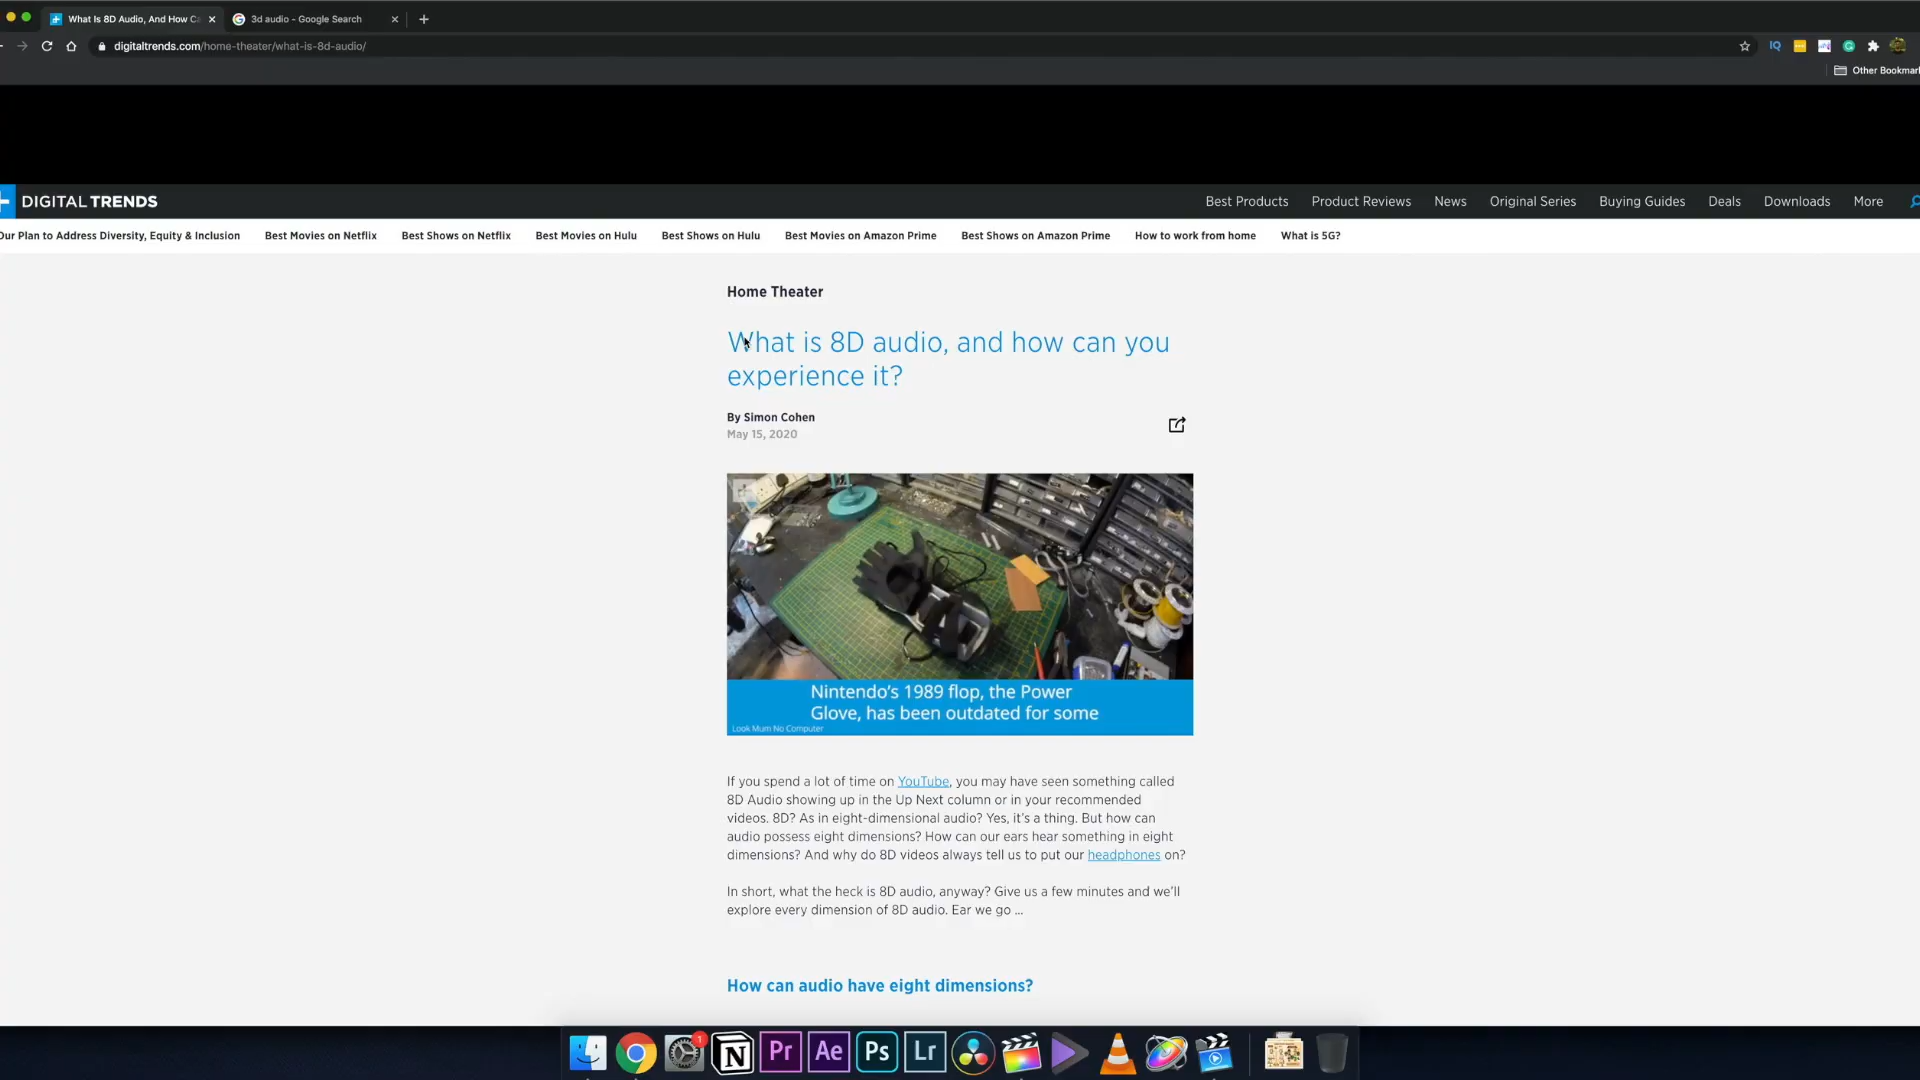 What Is 8D Audio, And How Ca
3d audio - Google Search
digitaltrends.com/home-theater/what-is-8d-audio/
IQ
Other Bookmar
DIGITAL TRENDS
Best Products
Product Reviews
News
Original Series
Buying Guides
Deals
Downloads
More
Our Plan to Address Diversity, Equity & Inclusion
Best Movies on Netflix
Best Shows on Netflix
Best Movies on Hulu
Best Shows on Hulu
Best Movies on Amazon Prime
Best Shows on Amazon Prime
How to work from home
What is 5G?
Home Theater
What is 8D audio, and how can you
experience it?
By Simon Cohen
May 15, 2020
Nintendo's 1989 flop, the Power
Glove, has been outdated for some
Look Mum No Computer
If you spend a lot of time on YouTube, you may have seen something called
8D Audio showing up in the Up Next column or in your recommended
videos. 8D? As in eight-dimensional audio? Yes, it's a thing. But how can
audio possess eight dimensions? How can our ears hear something in eight
dimensions? And why do 8D videos always tell us to put our headphones on?
In short, what the heck is 8D audio, anyway? Give us a few minutes and we'll
explore every dimension of 8D audio. Ear we go ...
How can audio have eight dimensions?
1
N
Pr
Ae
Ps
Lr